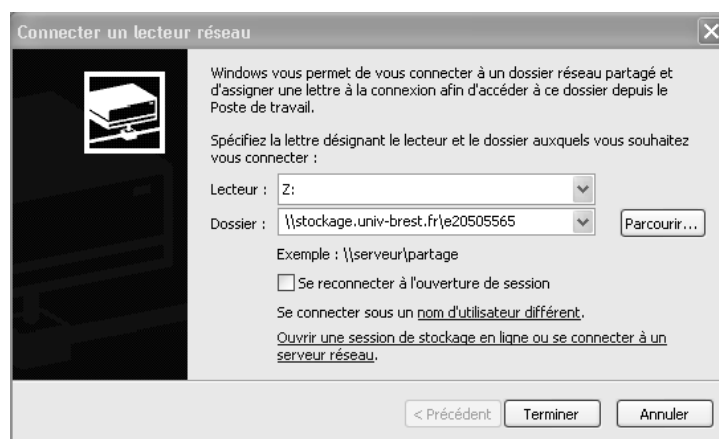 Connecter un lecteur réseau
Windows vous permet de vous connecter à un dossier réseau partagé et
d'assigner une lettre à la connexion afin d'accéder à ce dossier depuis le
Poste de travail.
Spécifiez la lettre désignant le lecteur et le dossier auxquels vous souhaitez
vous connecter :
Lecteur : Z:
Dossier : \\stockage.univ-brest.fr\e20505565 Parcourir...
Exemple : \\serveur\partage
Se reconnecter à l'ouverture de session
Se connecter sous un nom d'utilisateur différent.
Ouvrir une session de stockage en ligne ou se connecter à un
serveur réseau.
< Précédent Terminer Annuler